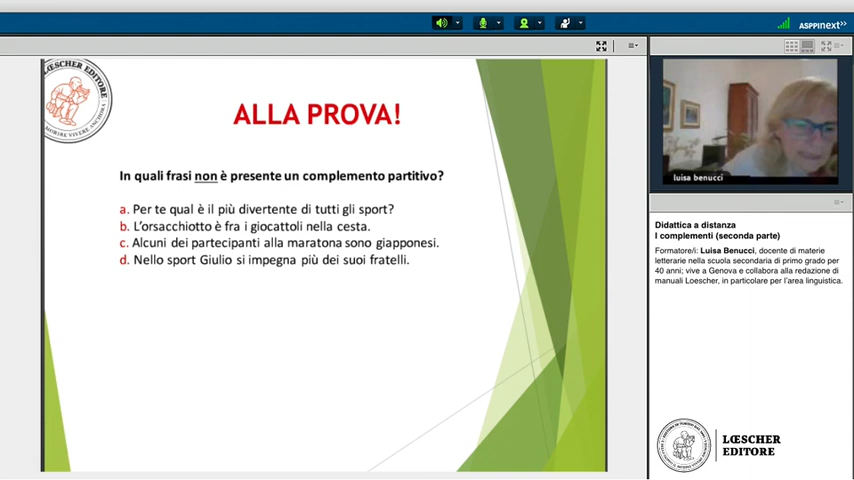 ASPPInext>>
LŒSCHER EDITORE
ALLA PROVA!
In quali frasi non è presente un complemento partitivo?
a. Per te qual è il più divertente di tutti gli sport?
b. L'orsacchiotto è fra i giocattoli nella cesta.
c. Alcuni dei partecipanti alla maratona sono giapponesi.
d. Nello sport Giulio si impegna più dei suoi fratelli.
luisa benucci
Didattica a distanza
I complementi (seconda parte)
Formatore/i: Luisa Benucci, docente di materie
letterarie nella scuola secondaria di primo grado per
40 anni; vive a Genova e collabora alla redazione di
manuali Loescher, in particolare per l'area linguistica.
LŒSCHER
EDITORE